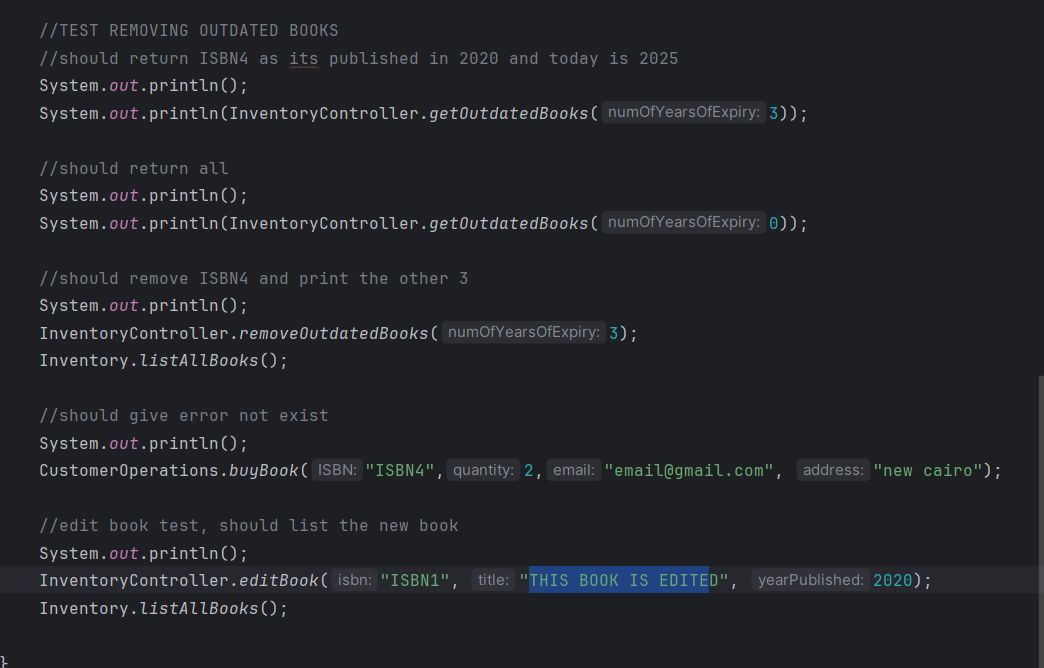 //TEST REMOVING OUTDATED BOOKS
//should return ISBN4 as its published in 2020 and today is 2025
System.out.println();
System.out.println(InventoryController.getOutdatedBooks( numOfYearsOfExpiry: 3));
//should return all
System.out.println();
System.out.println(InventoryController.getOutdatedBooks( numOfYearsOfExpiry: 0));
//should remove ISBN4 and print the other 3
System.out.println();
InventoryController.removeOutdatedBooks( numOfYearsOfExpiry: 3);
Inventory.listAllBooks();
//should give error not exist
System.out.println();
CustomerOperations.buyBook( ISBN: "ISBN4", quantity: 2, email: "email@gmail.com", address: "new cairo");
//edit book test, should list the new book
System.out.println();
InventoryController.editBook( isbn: "ISBN1", title: "THIS BOOK IS EDITED", yearPublished: 2020);
Inventory.listAllBooks();
}